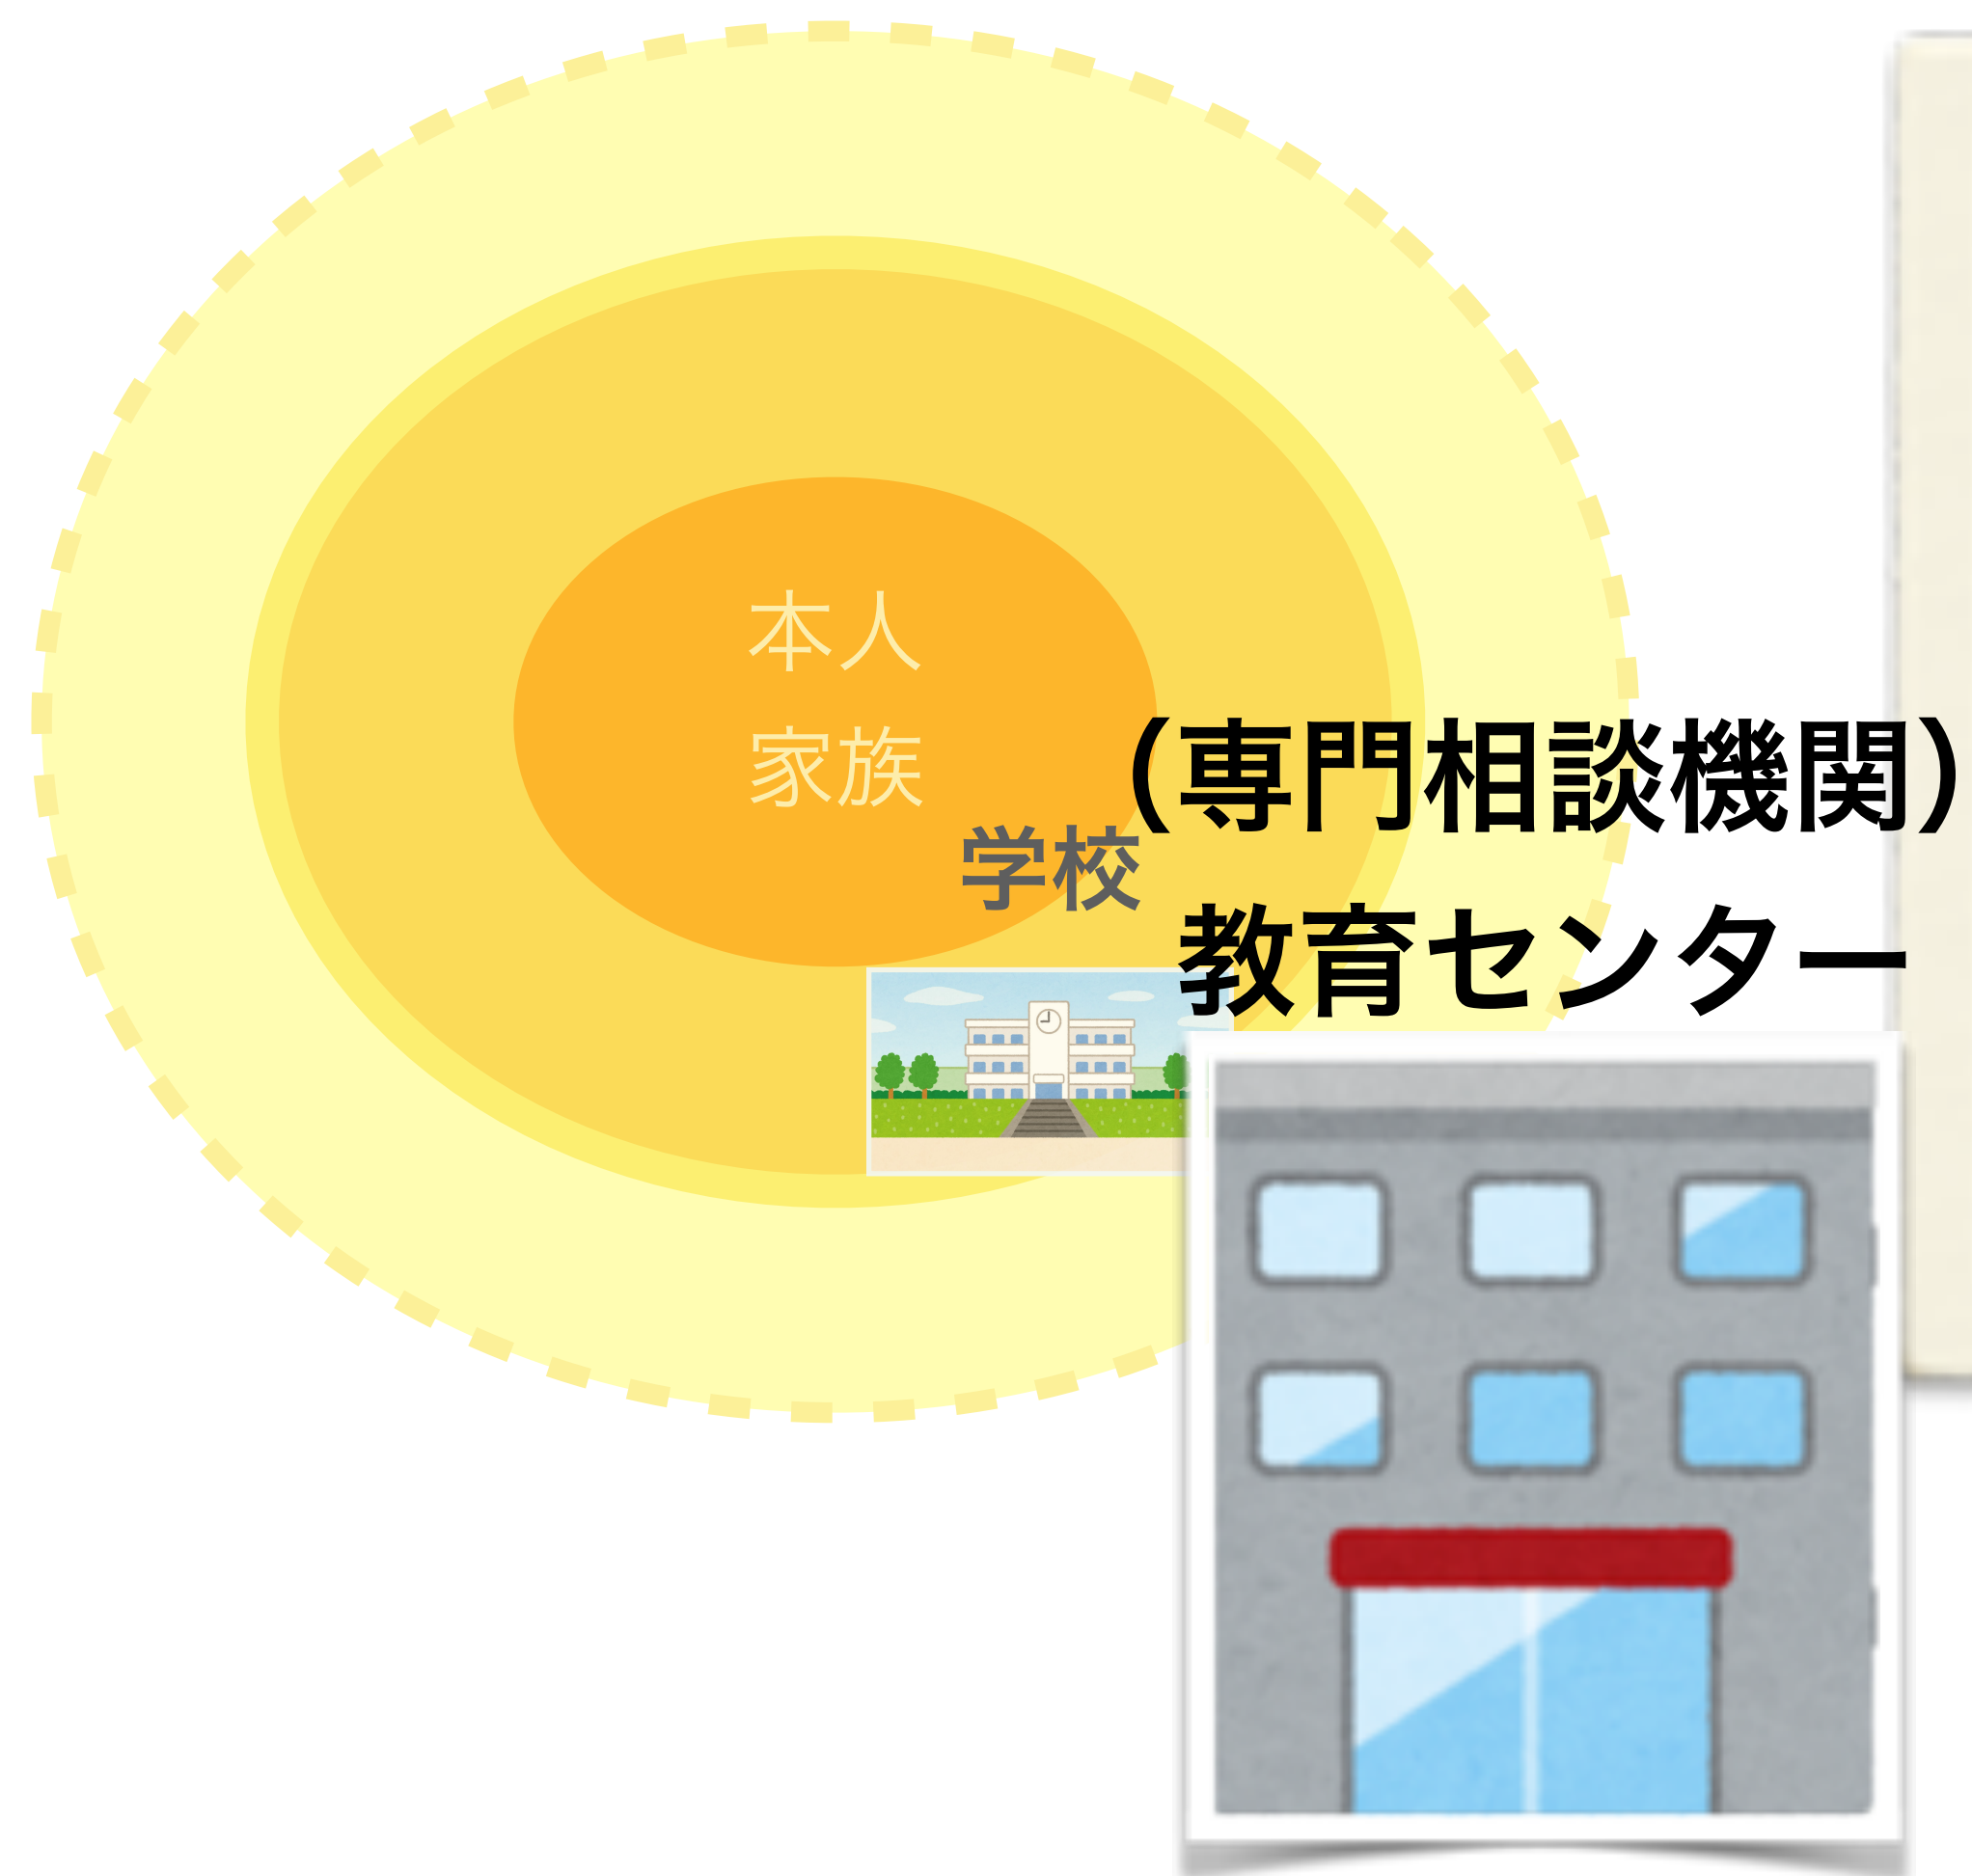 本人
家族
学校
（専門相談機関）
教育センター